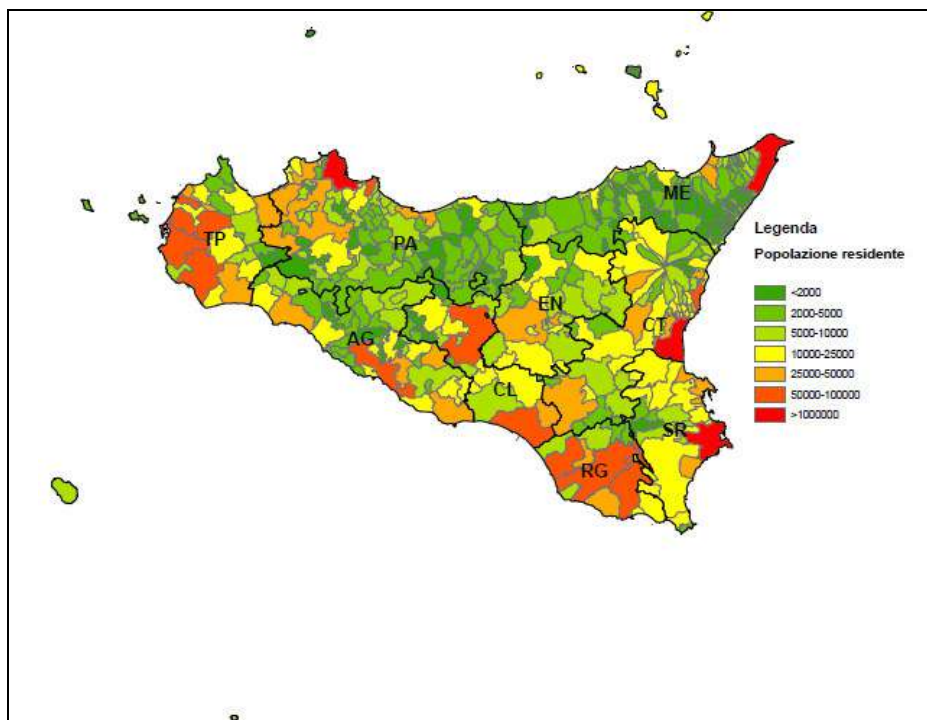 ME
TP
PA
EN
CT
AG
CL
SR
RG
Legenda
Popolazione residente
<2000
2000-5000
5000-10000
10000-25000
25000-50000
50000-100000
>1000000